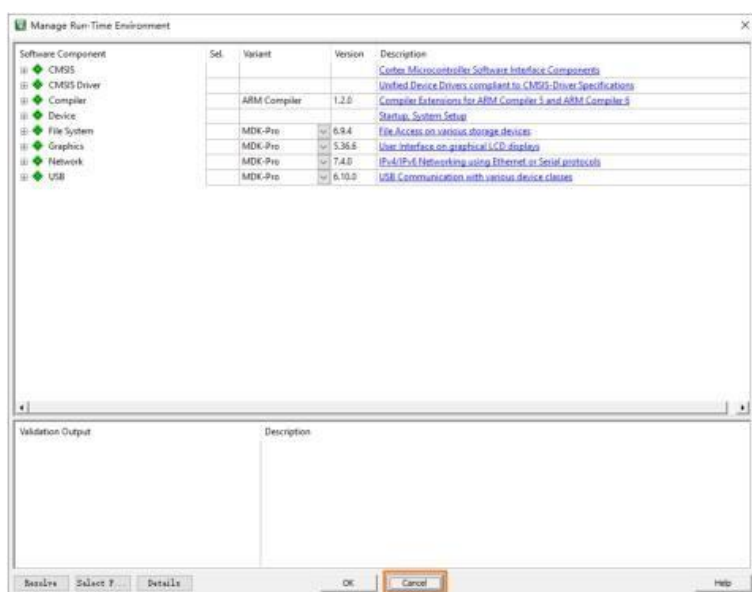 Manage Run-Time Environment
Software Component Sel. Variant Version Description
CMSIS Cortex Microcontroller Software Interface Components
CMSIS Driver Unified Device Drivers compliant to CMSIS-Driver Specifications
Compiler ARM Compiler 1.2.0 Compiler Extensions for ARM Compiler 5 and ARM Compiler 6
Device Startup, System Setup
File System MDK-Pro 6.9.4 File Access on various storage devices
Graphics MDK-Pro 5.36.6 User Interface on graphical LCD displays
Network MDK-Pro 7.4.0 IPv4/IPv6 Networking using Ethernet or Serial protocols
USB MDK-Pro 6.10.0 USB Communication with various device classes
Validation Output Description
Resolve Select P... Details OK Cancel Help